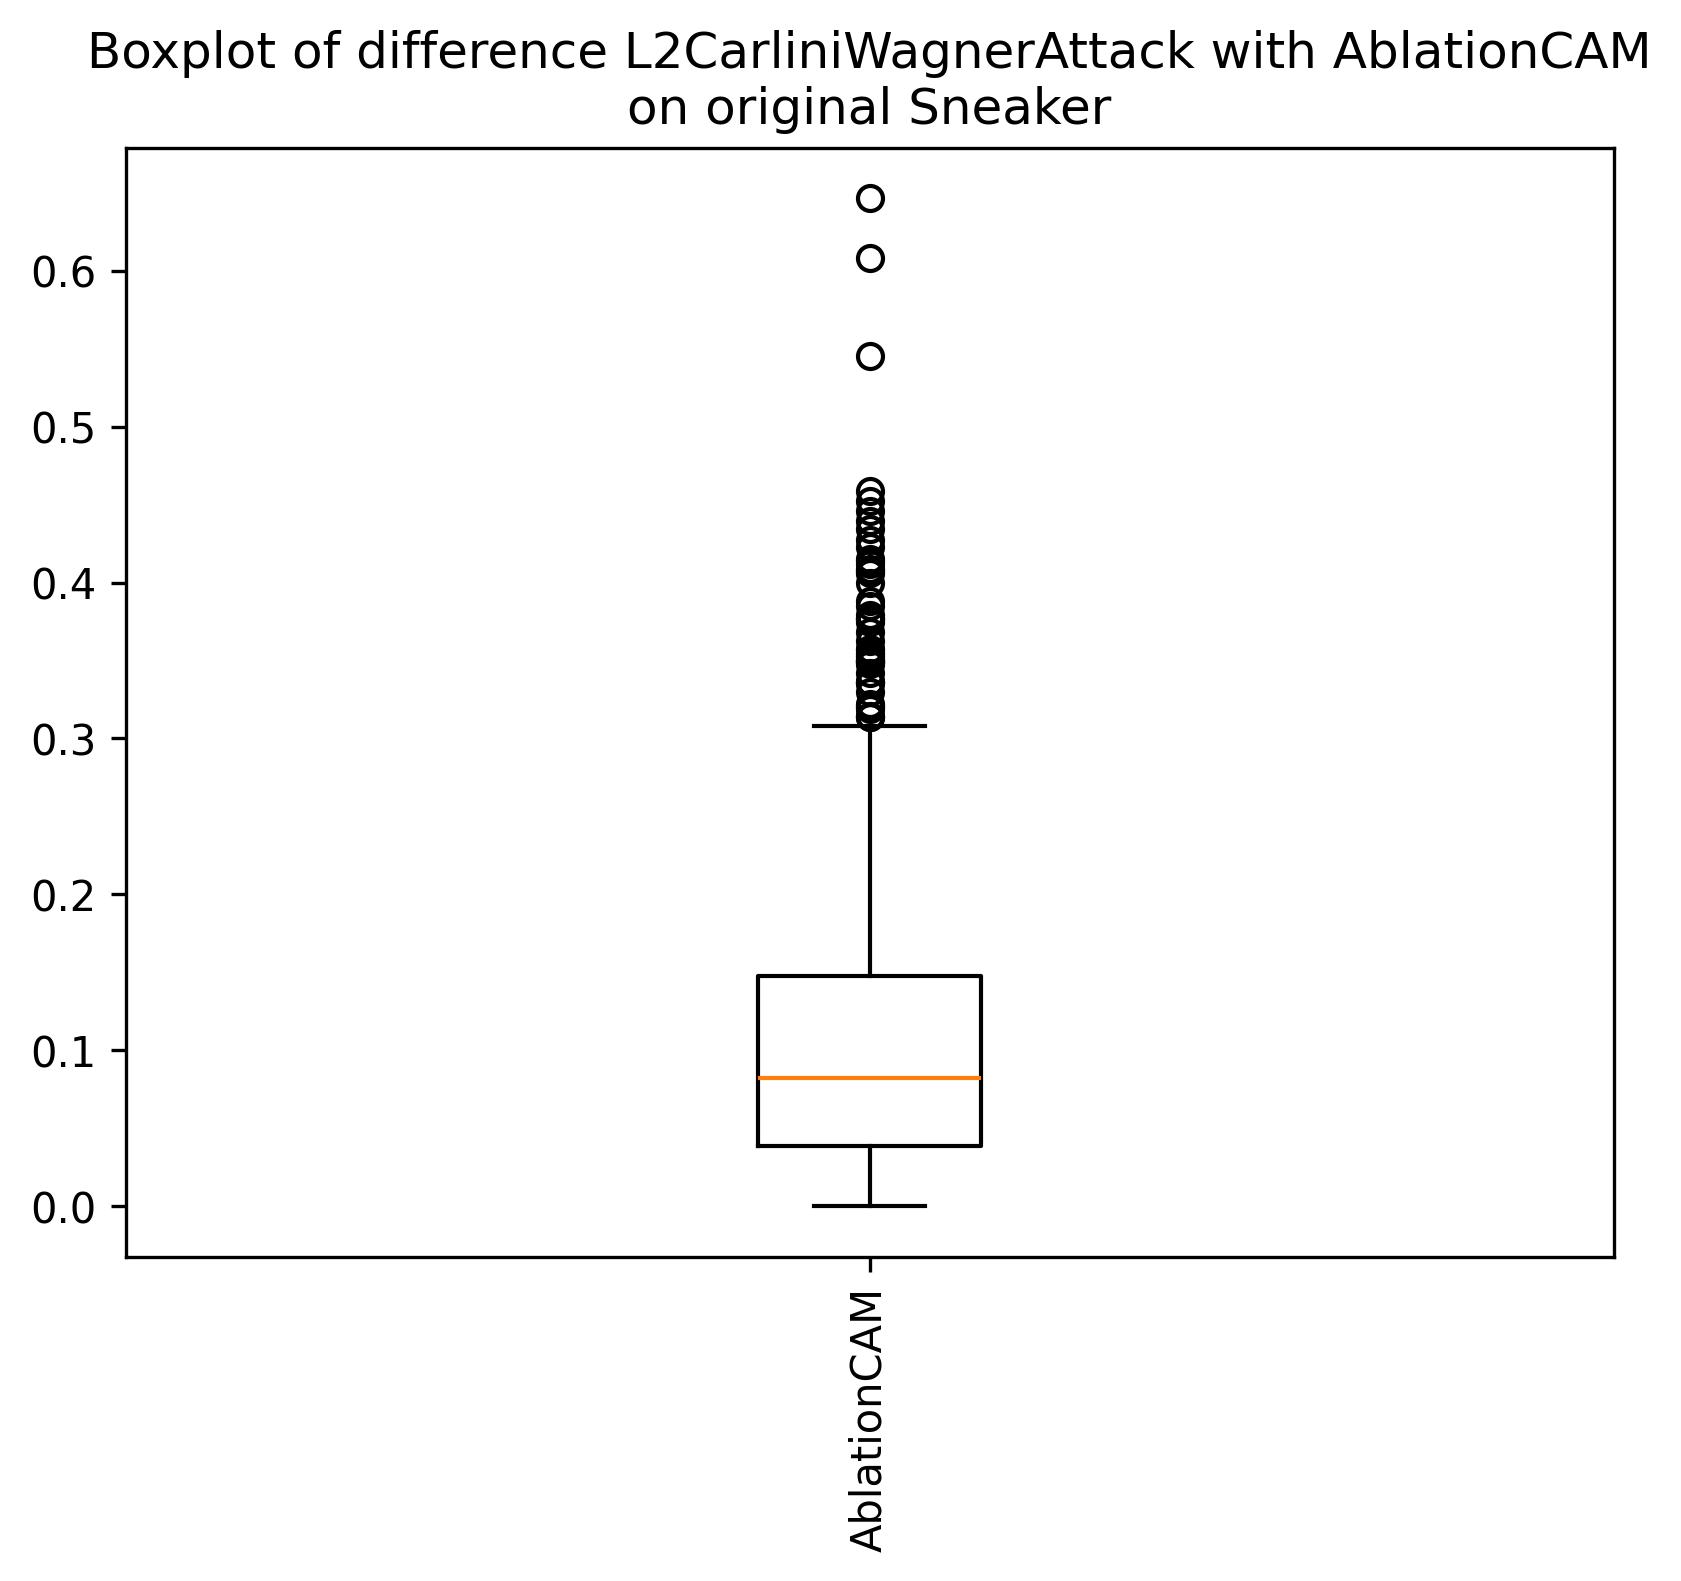 Boxplot of difference L2CarliniWagnerAttack with AblationCAM
on original Sneaker
0.6
0.5
0.4
0.3
0.2
0.1
0.0
AblationCAM